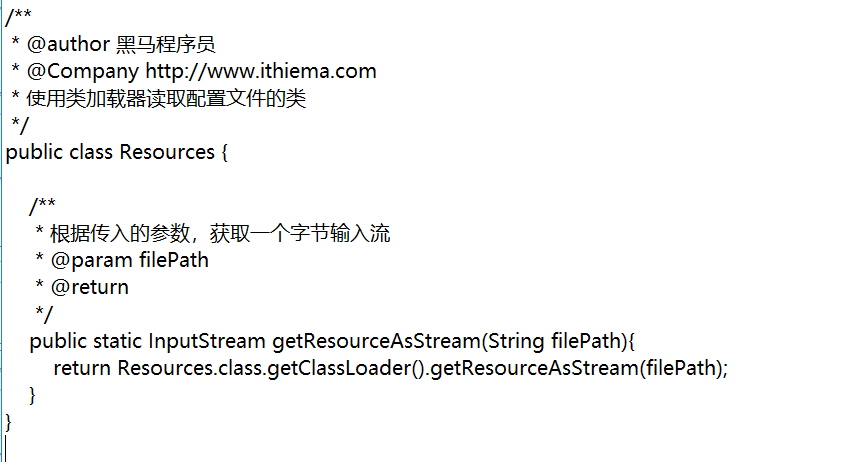 /**
 * @author 黑马程序员
 * @Company http://www.ithiema.com
 * 使用类加载器读取配置文件的类
 */
public class Resources {
    /**
     * 根据传入的参数，获取一个字节输入流
     * @param filePath
     * @return
     */
    public static InputStream getResourceAsStream(String filePath){
        return Resources.class.getClassLoader().getResourceAsStream(filePath);
    }
}